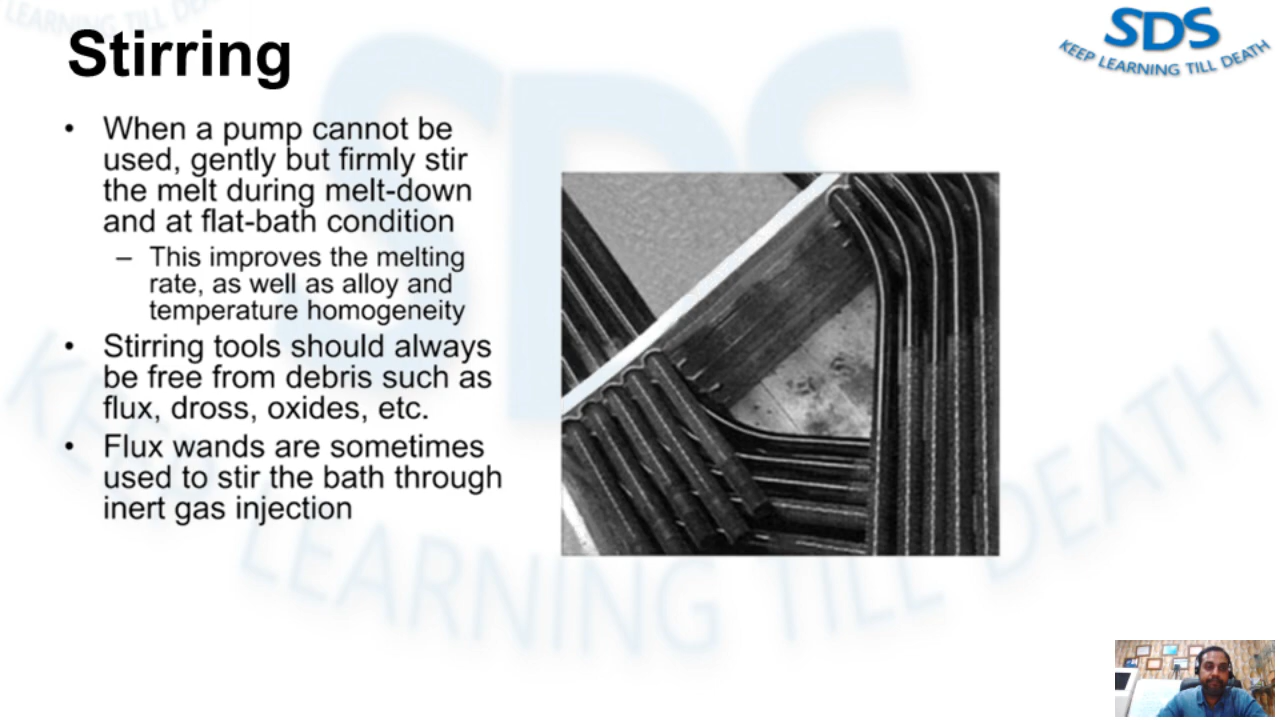 LEARNING TILL DE
Stirring
SDS
KEEP LEARNING TILL DEATH
• When a pump cannot be
used, gently but firmly stir
the melt during melt-down
and at flat-bath condition
– This improves the melting
rate, as well as alloy and
temperature homogeneity
• Stirring tools should always
be free from debris such as
flux, dross, oxides, etc.
• Flux wands are sometimes
used to stir the bath through
inert gas injection
SDS
KEEP LEARNING TILL DEATH